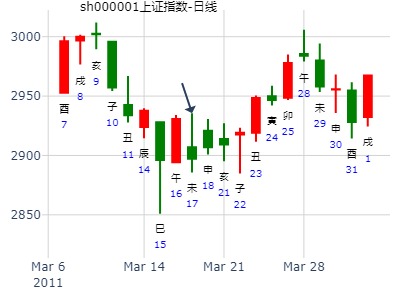 sh000001上证指数-日线
3000
2950
2900
2850
酉
7
戌
8
亥
9
子
10
丑
11
辰
14
巳
15
午
16
未
17
申
18
亥
21
子
22
丑
23
寅
24
卯
25
午
28
未
29
申
30
酉
31
戌
1
Mar 6
2011
Mar 14
Mar 21
Mar 28